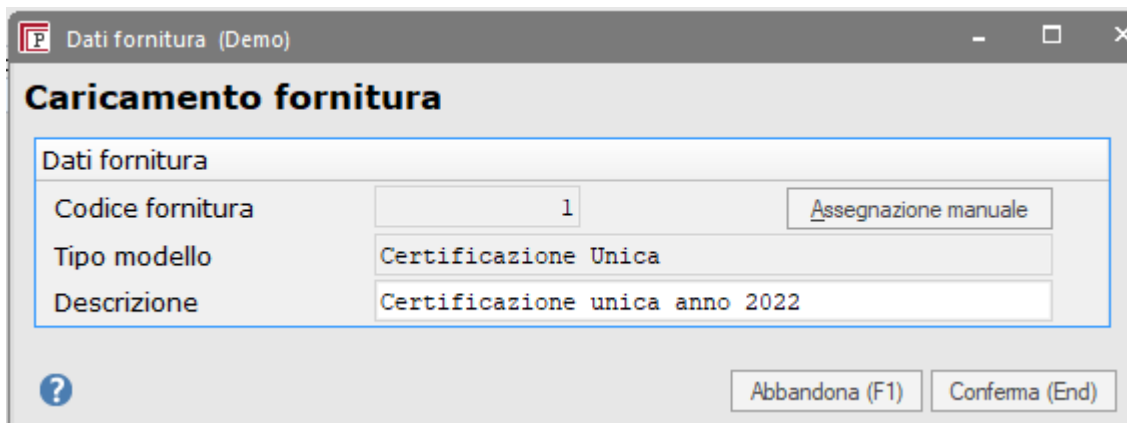 P Dati fornitura (Demo)
Caricamento fornitura
Dati fornitura
Codice fornitura 1 Assegnazione manuale
Tipo modello Certificazione Unica
Descrizione Certificazione unica anno 2022
? Abbandona (F1) Conferma (End)